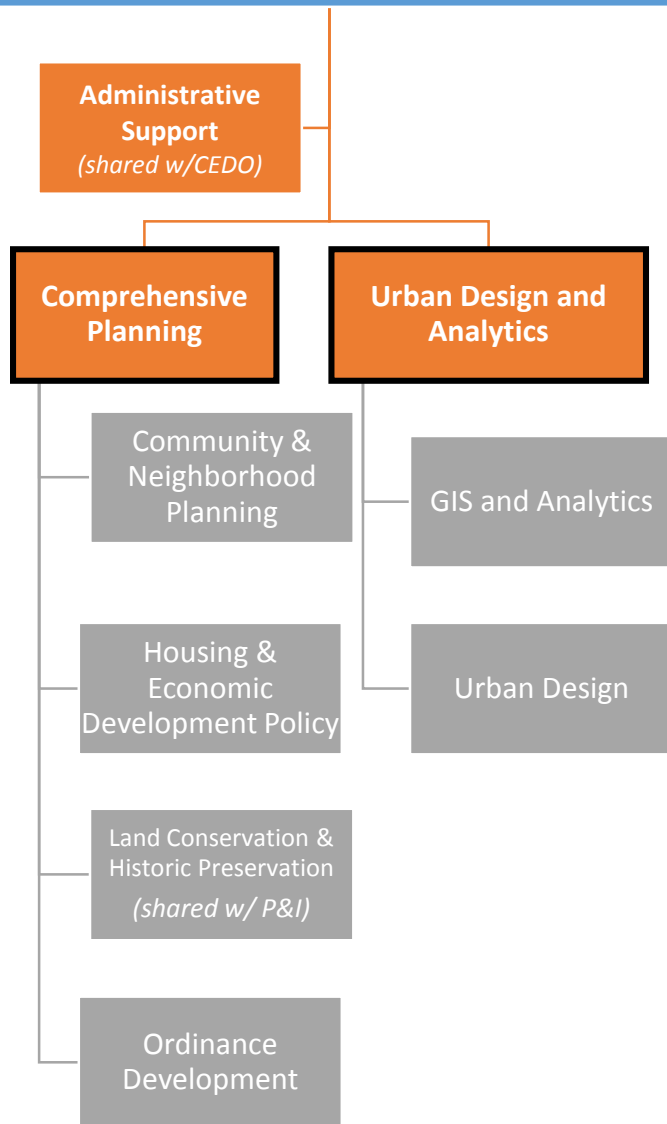 Administrative
Support
(shared w/CEDO)
Comprehensive
Planning
Urban Design and
Analytics
Community &
Neighborhood
Planning
GIS and Analytics
Housing &
Economic
Development Policy
Urban Design
Land Conservation &
Historic Preservation
(shared w/ P&I)
Ordinance
Development